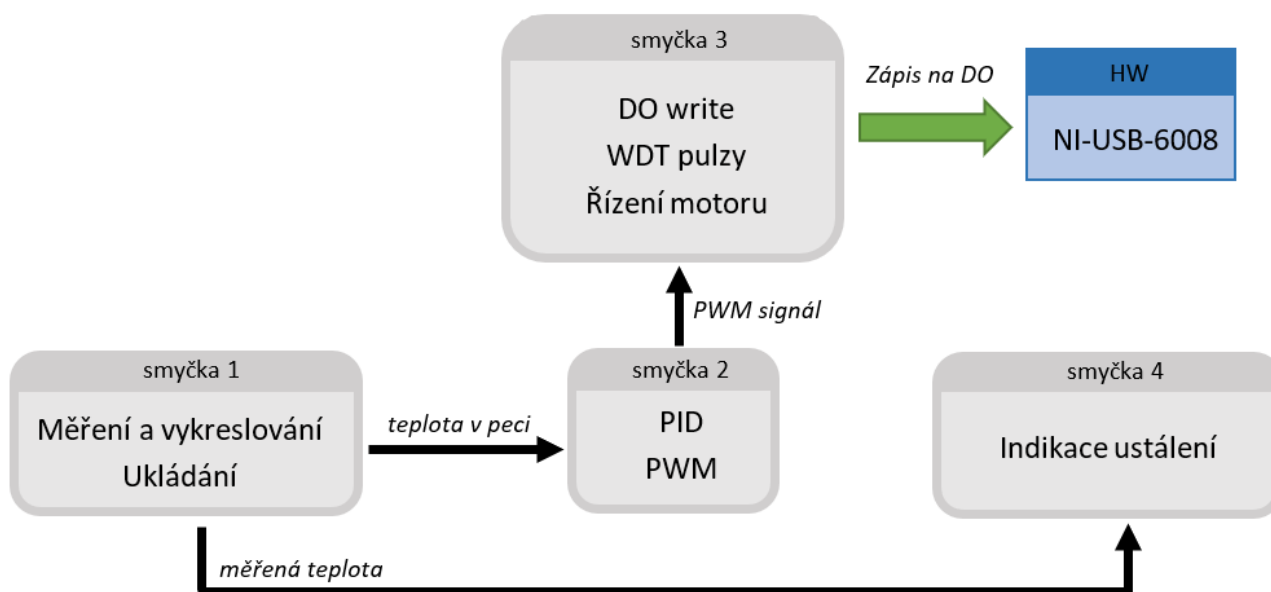 smyčka 3
DO write
WDT pulzy
Řízení motoru
Zápis na DO
HW
NI-USB-6008
PWM signál
smyčka 1
Měření a vykreslování
Ukládání
teplota v peci
smyčka 2
PID
PWM
smyčka 4
Indikace ustálení
měřená teplota